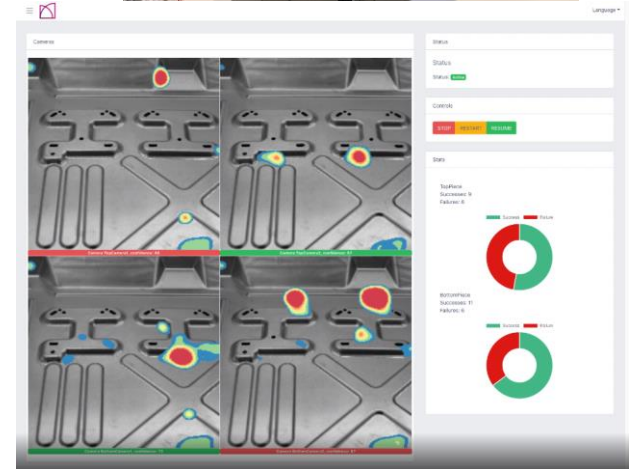 Language
Cameras
Status
Status
Status: Active
Controls
STOP RESTART RESUME
Stats
TopPiece
Successes: 9
Failures: 8
Success Failure
BottomPiece
Successes: 11
Failures: 6
Success Failure